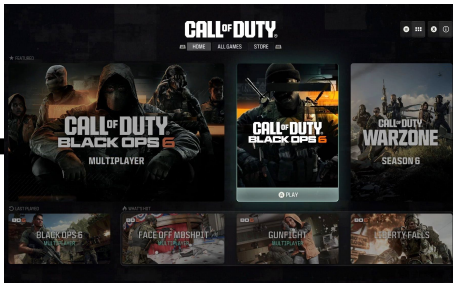 CALL OF DUTY
HOME ALL GAMES STORE
FEATURED
CALL OF DUTY
BLACK OPS 6
MULTIPLAYER
CALL OF DUTY
BLACK OPS 6
PLAY
CALL OF DUTY
WARZONE
SEASON 6
LAST PLAYED
WHAT'S HOT
BLACK OPS 6
MULTIPLAYER
FACE OFF MOSHPIT
MULTIPLAYER
GUNFIGHT
MULTIPLAYER
LIBERTY FALLS